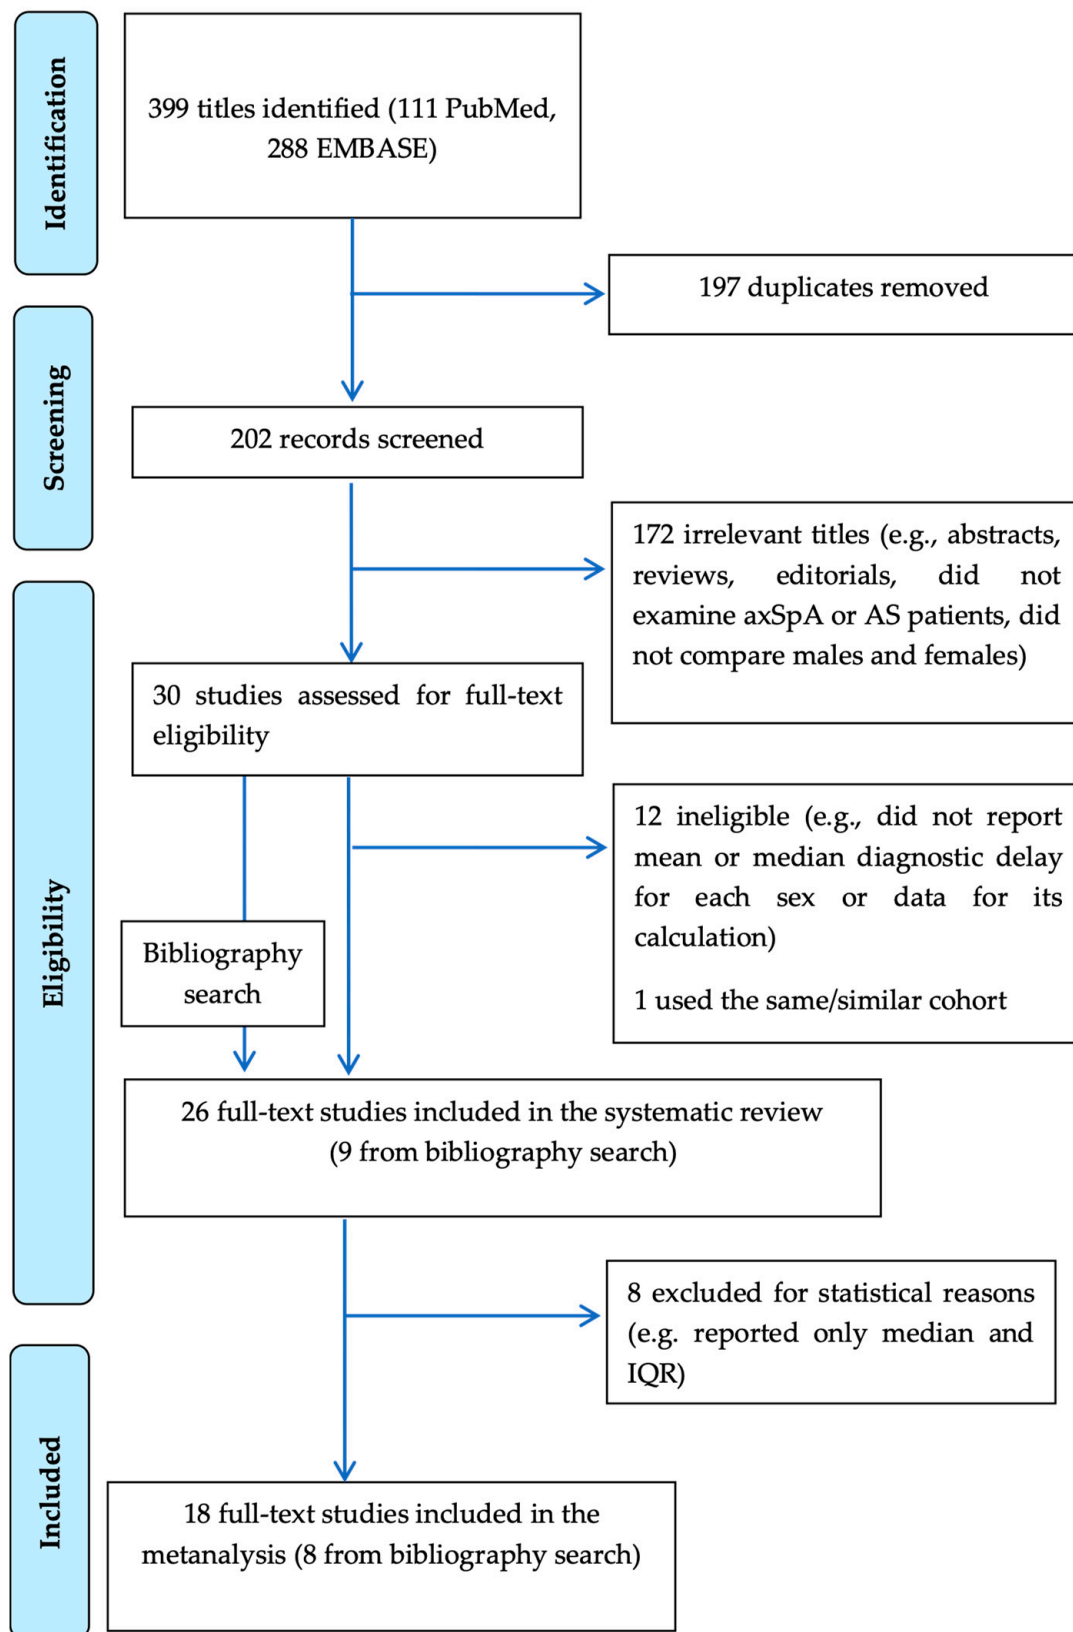 Identification
399 titles identified (111 PubMed,
288 EMBASE)
197 duplicates removed
Screening
202 records screened
172 irrelevant titles (e.g., abstracts,
reviews, editorials, did not
examine axSpA or AS patients, did
not compare males and females)
Eligibility
30 studies assessed for full-text
eligibility
12 ineligible (e.g., did not report
mean or median diagnostic delay
for each sex or data for its
calculation)
1 used the same/similar cohort
Bibliography
search
26 full-text studies included in the systematic review
(9 from bibliography search)
8 excluded for statistical reasons
(e.g. reported only median and
IQR)
Included
18 full-text studies included in the
metanalysis (8 from bibliography search)